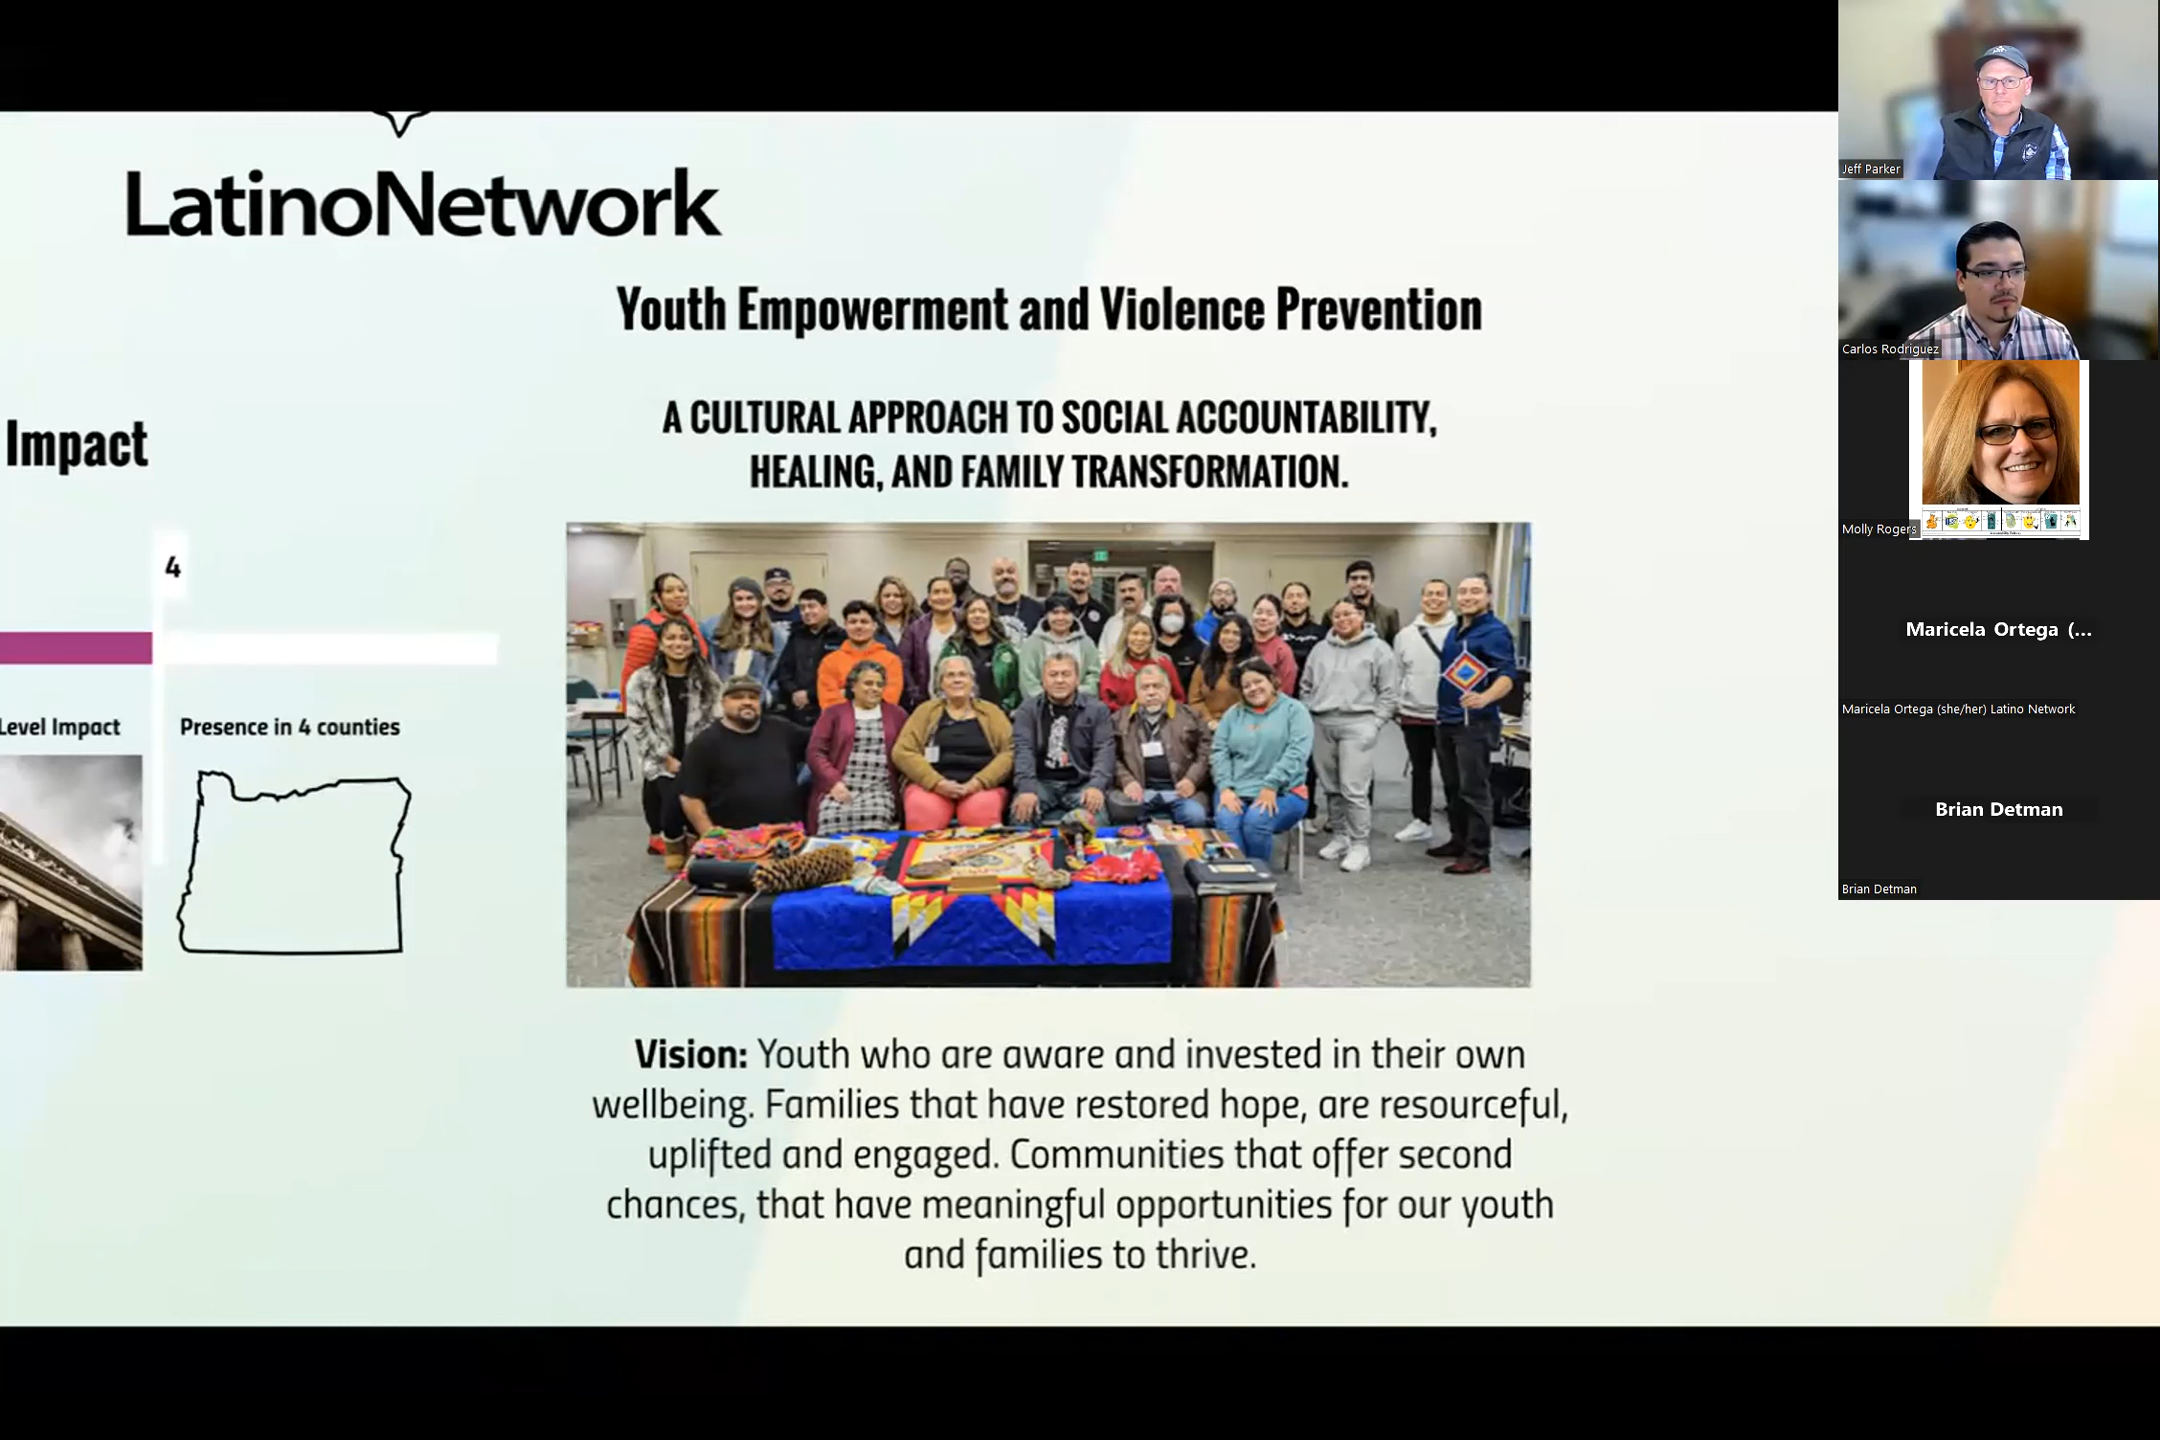 LatinoNetwork
Youth Empowerment and Violence Prevention
A CULTURAL APPROACH TO SOCIAL ACCOUNTABILITY,
HEALING, AND FAMILY TRANSFORMATION.
Impact
4
Level Impact
Presence in 4 counties
Vision: Youth who are aware and invested in their own
wellbeing. Families that have restored hope, are resourceful,
uplifted and engaged. Communities that offer second
chances, that have meaningful opportunities for our youth
and families to thrive.
Jeff Parker
Carlos Rodriguez
Molly Rogers
Maricela Ortega (...
Maricela Ortega (she/her) Latino Network
Brian Detman
Brian Detman